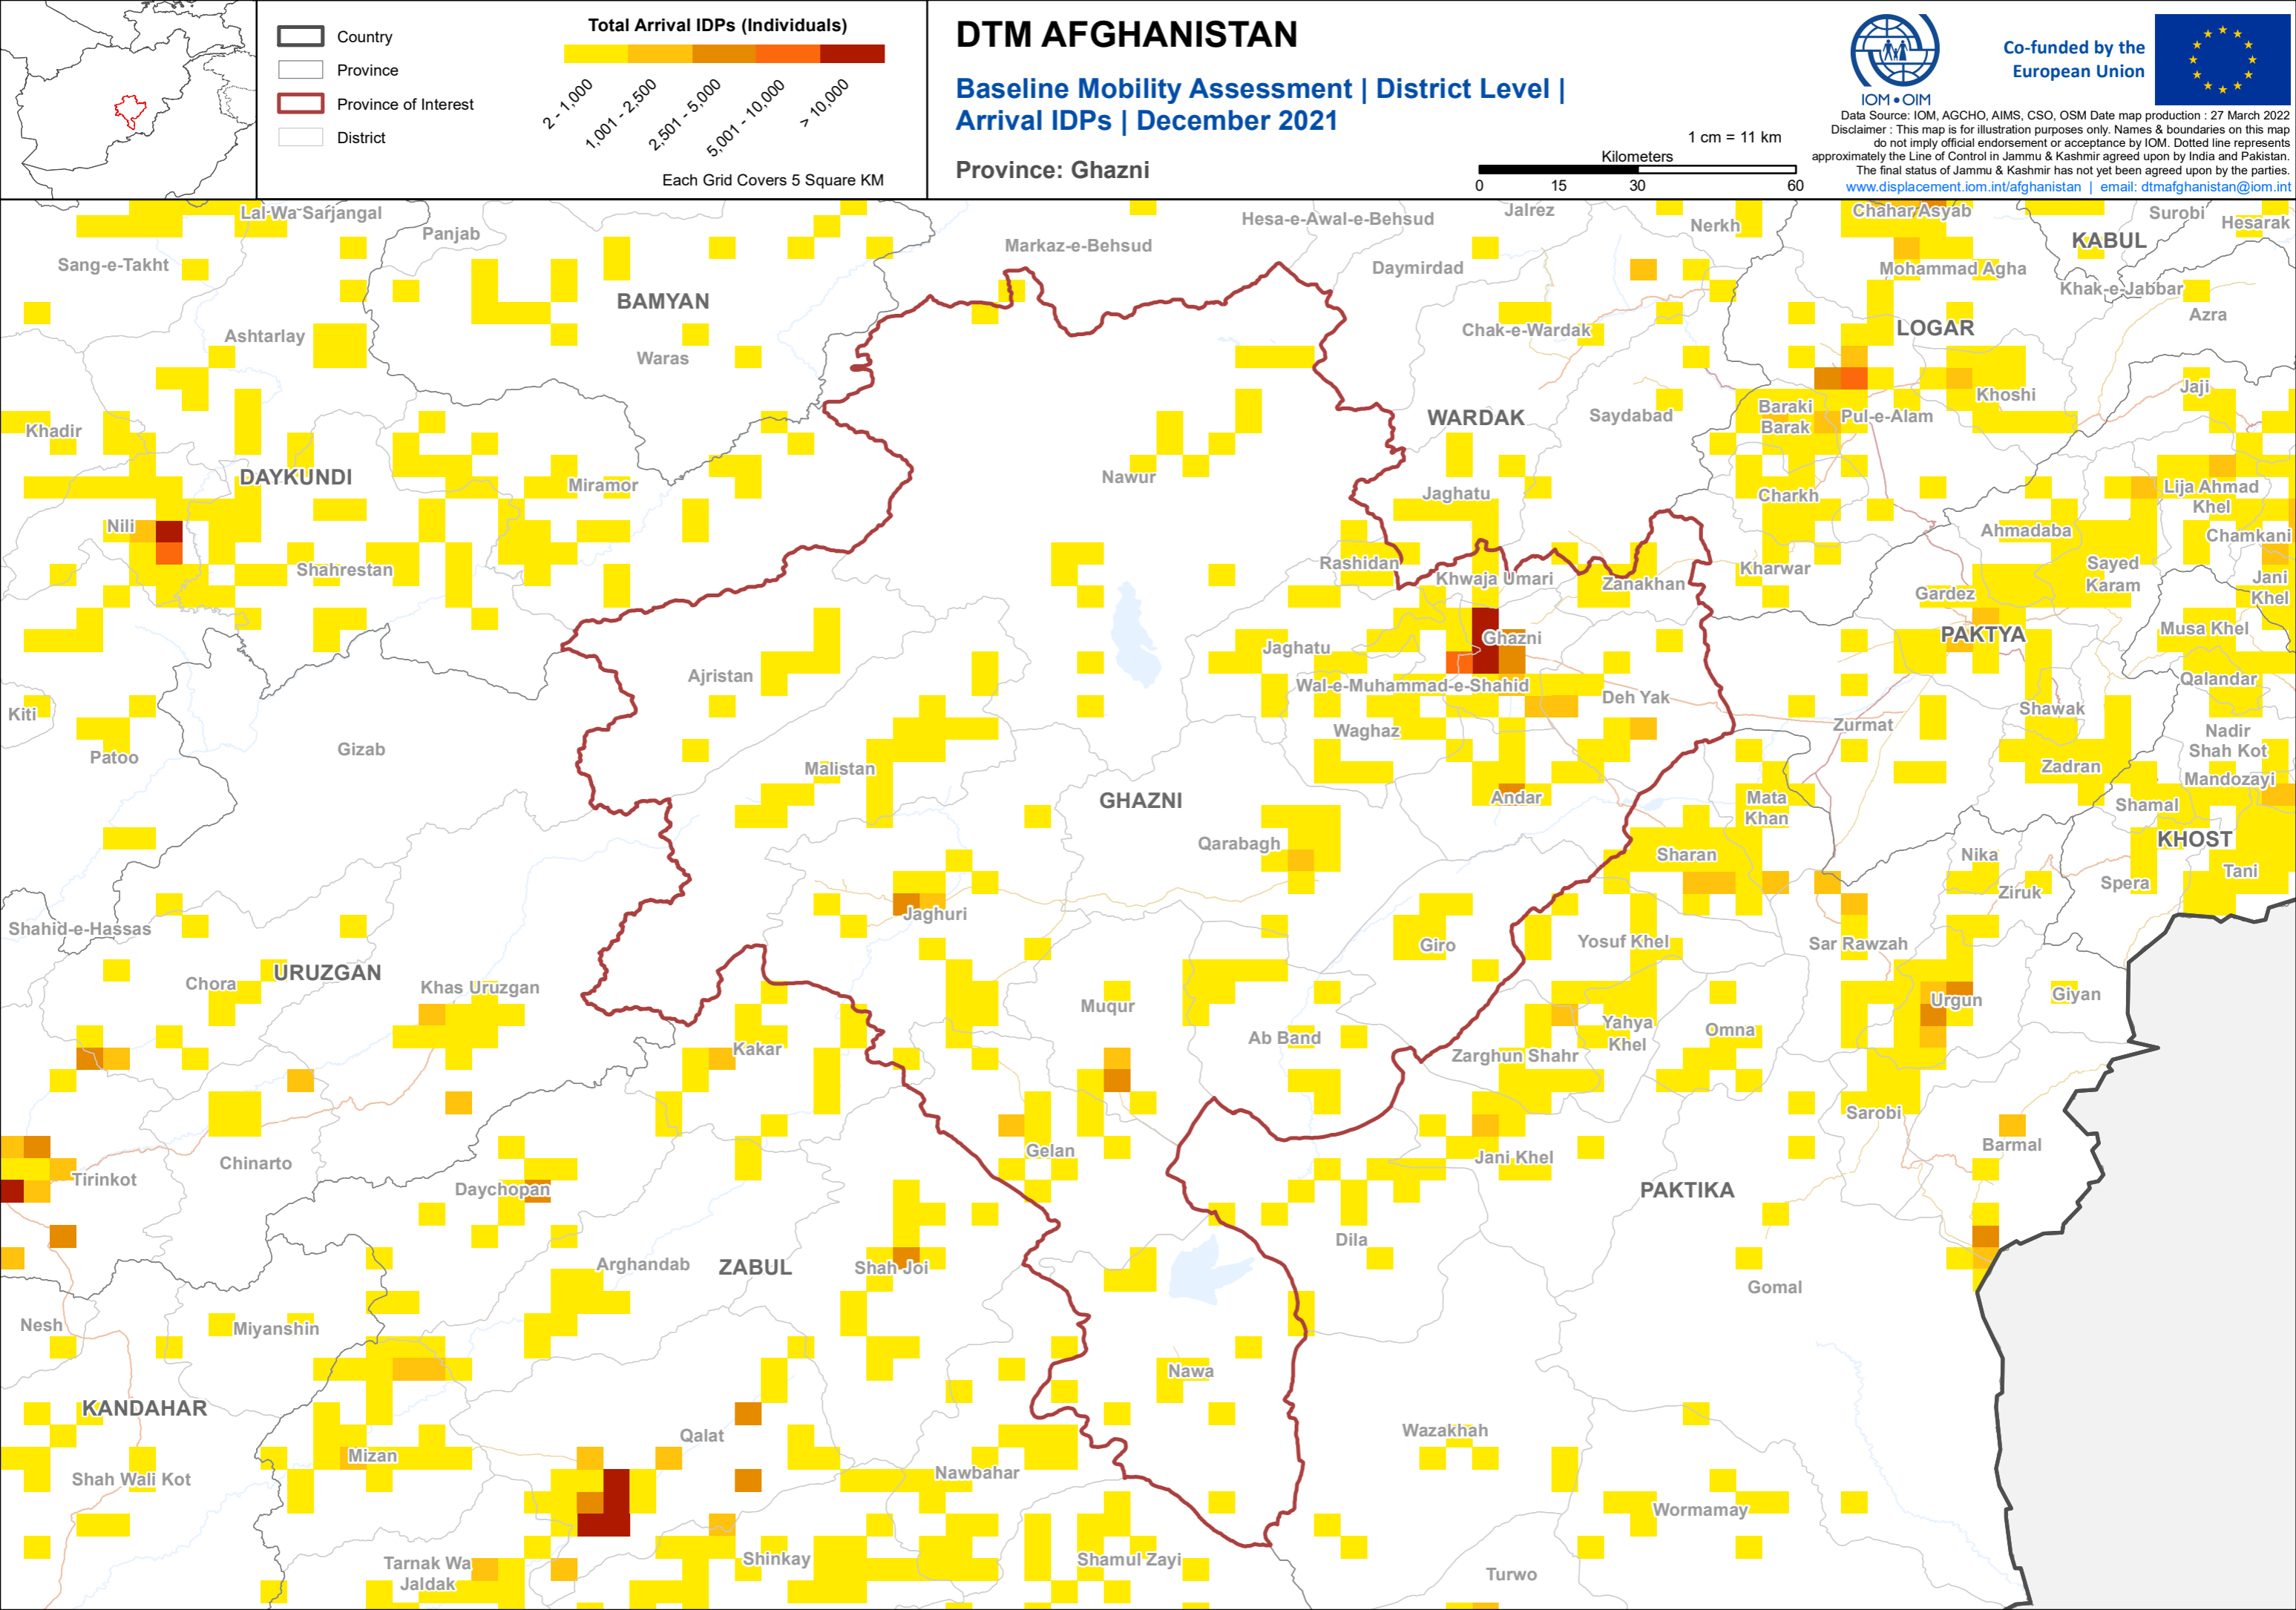 Country
Province
Province of Interest
District
Total Arrival IDPs (Individuals)
2 - 1,000
1,001 - 2,500
2,501 - 5,000
5,001 - 10,000
> 10,000
Each Grid Covers 5 Square KM
DTM AFGHANISTAN
Baseline Mobility Assessment | District Level |
Arrival IDPs | December 2021
Province: Ghazni
1 cm = 11 km
Kilometers
0 15 30 60
IOM • OIM
Co-funded by the
European Union
Data Source: IOM, AGCHO, AIMS, CSO, OSM Date map production : 27 March 2022
Disclaimer : This map is for illustration purposes only. Names & boundaries on this map
do not imply official endorsement or acceptance by IOM. Dotted line represents
approximately the Line of Control in Jammu & Kashmir agreed upon by India and Pakistan.
The final status of Jammu & Kashmir has not yet been agreed upon by the parties.
www.displacement.iom.int/afghanistan | email: dtmafghanistan@iom.int
Lal Wa Sarjangal
Panjab
Sang-e-Takht
Markaz-e-Behsud
Hesa-e-Awal-e-Behsud
Jalrez
Nerkh
Chahar Asyab
Surobi
Hesarak
KABUL
Daymirdad
Mohammad Agha
Khak-e-Jabbar
BAMYAN
Azra
Ashtarlay
Waras
Chak-e-Wardak
LOGAR
Jaji
Khoshi
Khadir
WARDAK
Saydabad
Baraki
Barak
Pul-e-Alam
DAYKUNDI
Miramor
Nawur
Jaghatu
Charkh
Lija Ahmad
Khel
Nili
Ahmadaba
Chamkani
Shahrestan
Rashidan
Khwaja Umari
Zanakhan
Kharwar
Sayed
Karam
Gardez
Jani
Khel
Ghazni
PAKTYA
Musa Khel
Jaghatu
Ajristan
Wal-e-Muhammad-e-Shahid
Deh Yak
Qalandar
Kiti
Shawak
Patoo
Gizab
Waghaz
Zurmat
Nadir
Shah Kot
Malistan
Zadran
Mandozayi
GHAZNI
Andar
Mata
Khan
Shamal
KHOST
Qarabagh
Sharan
Nika
Tani
Ziruk
Spera
Jaghuri
Shahid-e-Hassas
Giro
Yosuf Khel
Sar Rawzah
URUZGAN
Chora
Khas Uruzgan
Muqur
Urgun
Giyan
Ab Band
Yahya
Khel
Omna
Kakar
Zarghun Shahr
Sarobi
Barmal
Gelan
Jani Khel
Chinarto
Tirinkot
Daychopan
PAKTIKA
Dila
Arghandab
ZABUL
Shah Joi
Gomal
Nesh
Miyanshin
Nawa
KANDAHAR
Qalat
Wazakhah
Mizan
Shah Wali Kot
Nawbahar
Wormamay
Tarnak Wa
Jaldak
Shinkay
Shamul Zayi
Turwo